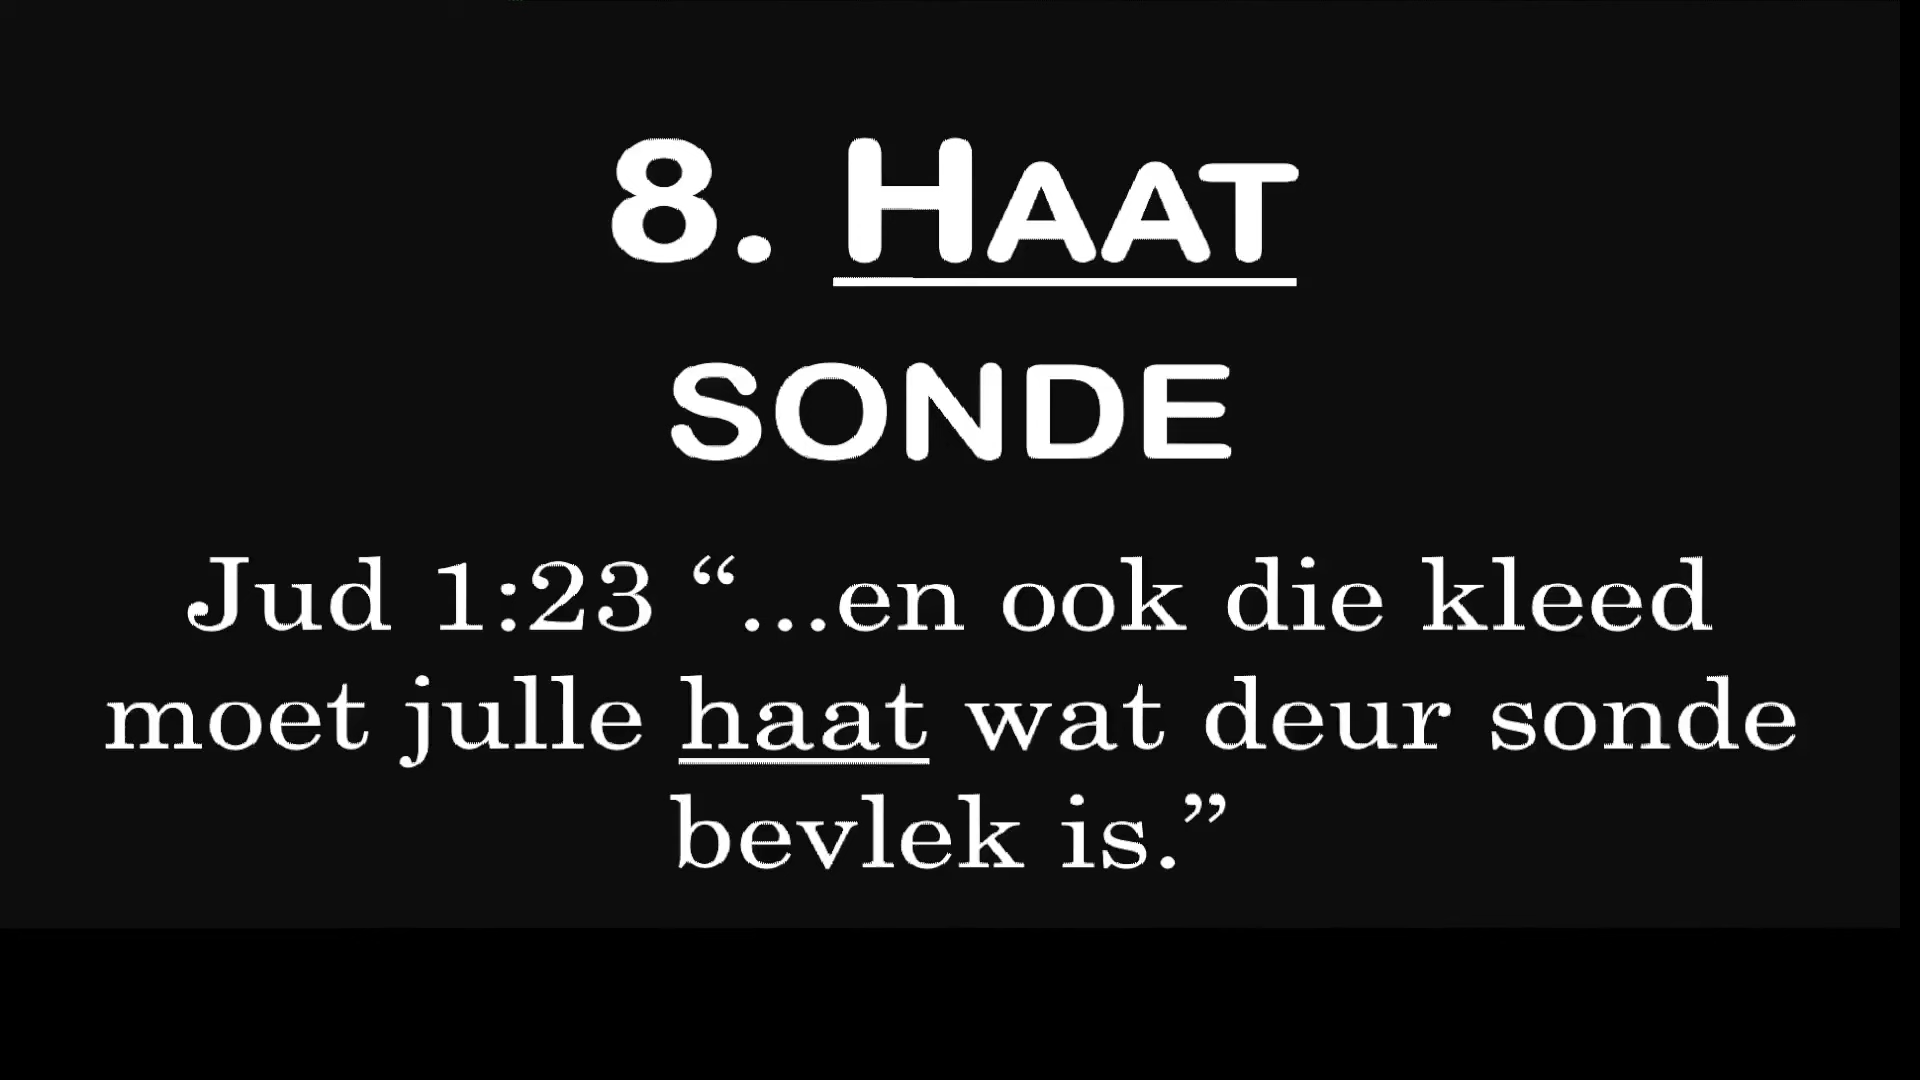 8. HAAT
SONDE
Jud 1:23 “...en ook die kleed
moet julle haat wat deur sonde
bevlek is.”